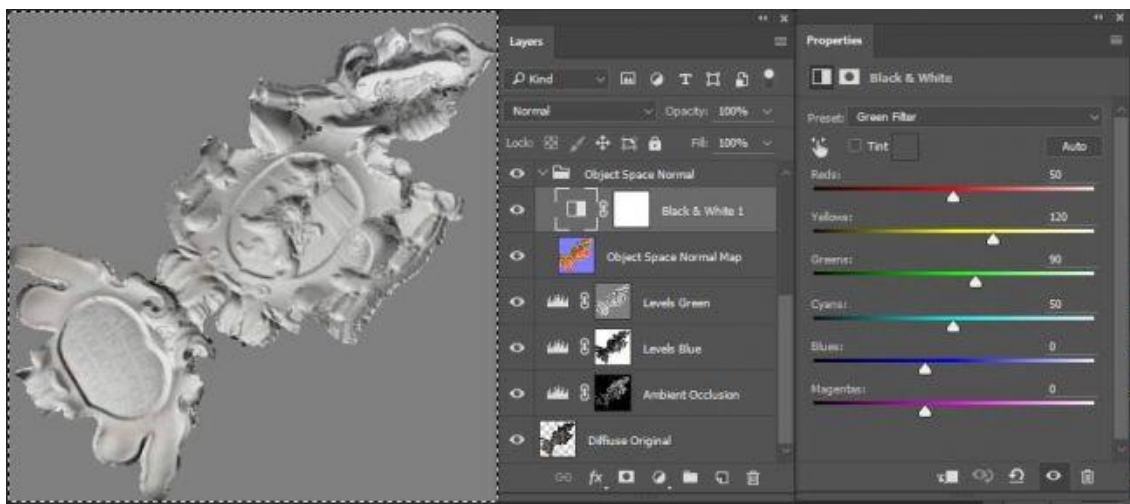 Layers
Kind
Normal
Opacity: 100%
Lock:
Fill: 100%
Object Space Normal
Black & White 1
Object Space Normal Map
Levels Green
Levels Blue
Ambient Occlusion
Diffuse Original
fx
Properties
Black & White
Preset: Green Filter
Tint
Auto
Reds: 50
Yellows: 120
Greens: 90
Cyans: 50
Blues: 0
Magentas: 0